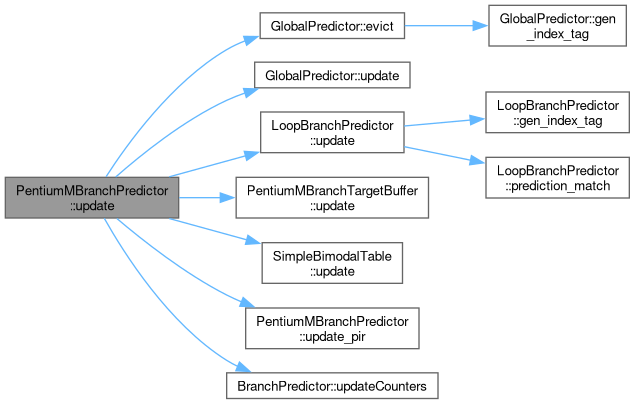 PentiumMBranchPredictor
::update
GlobalPredictor::evict
GlobalPredictor::gen
_index_tag
GlobalPredictor::update
LoopBranchPredictor
::update
LoopBranchPredictor
::gen_index_tag
LoopBranchPredictor
::prediction_match
PentiumMBranchTargetBuffer
::update
SimpleBimodalTable
::update
PentiumMBranchPredictor
::update_pir
BranchPredictor::updateCounters